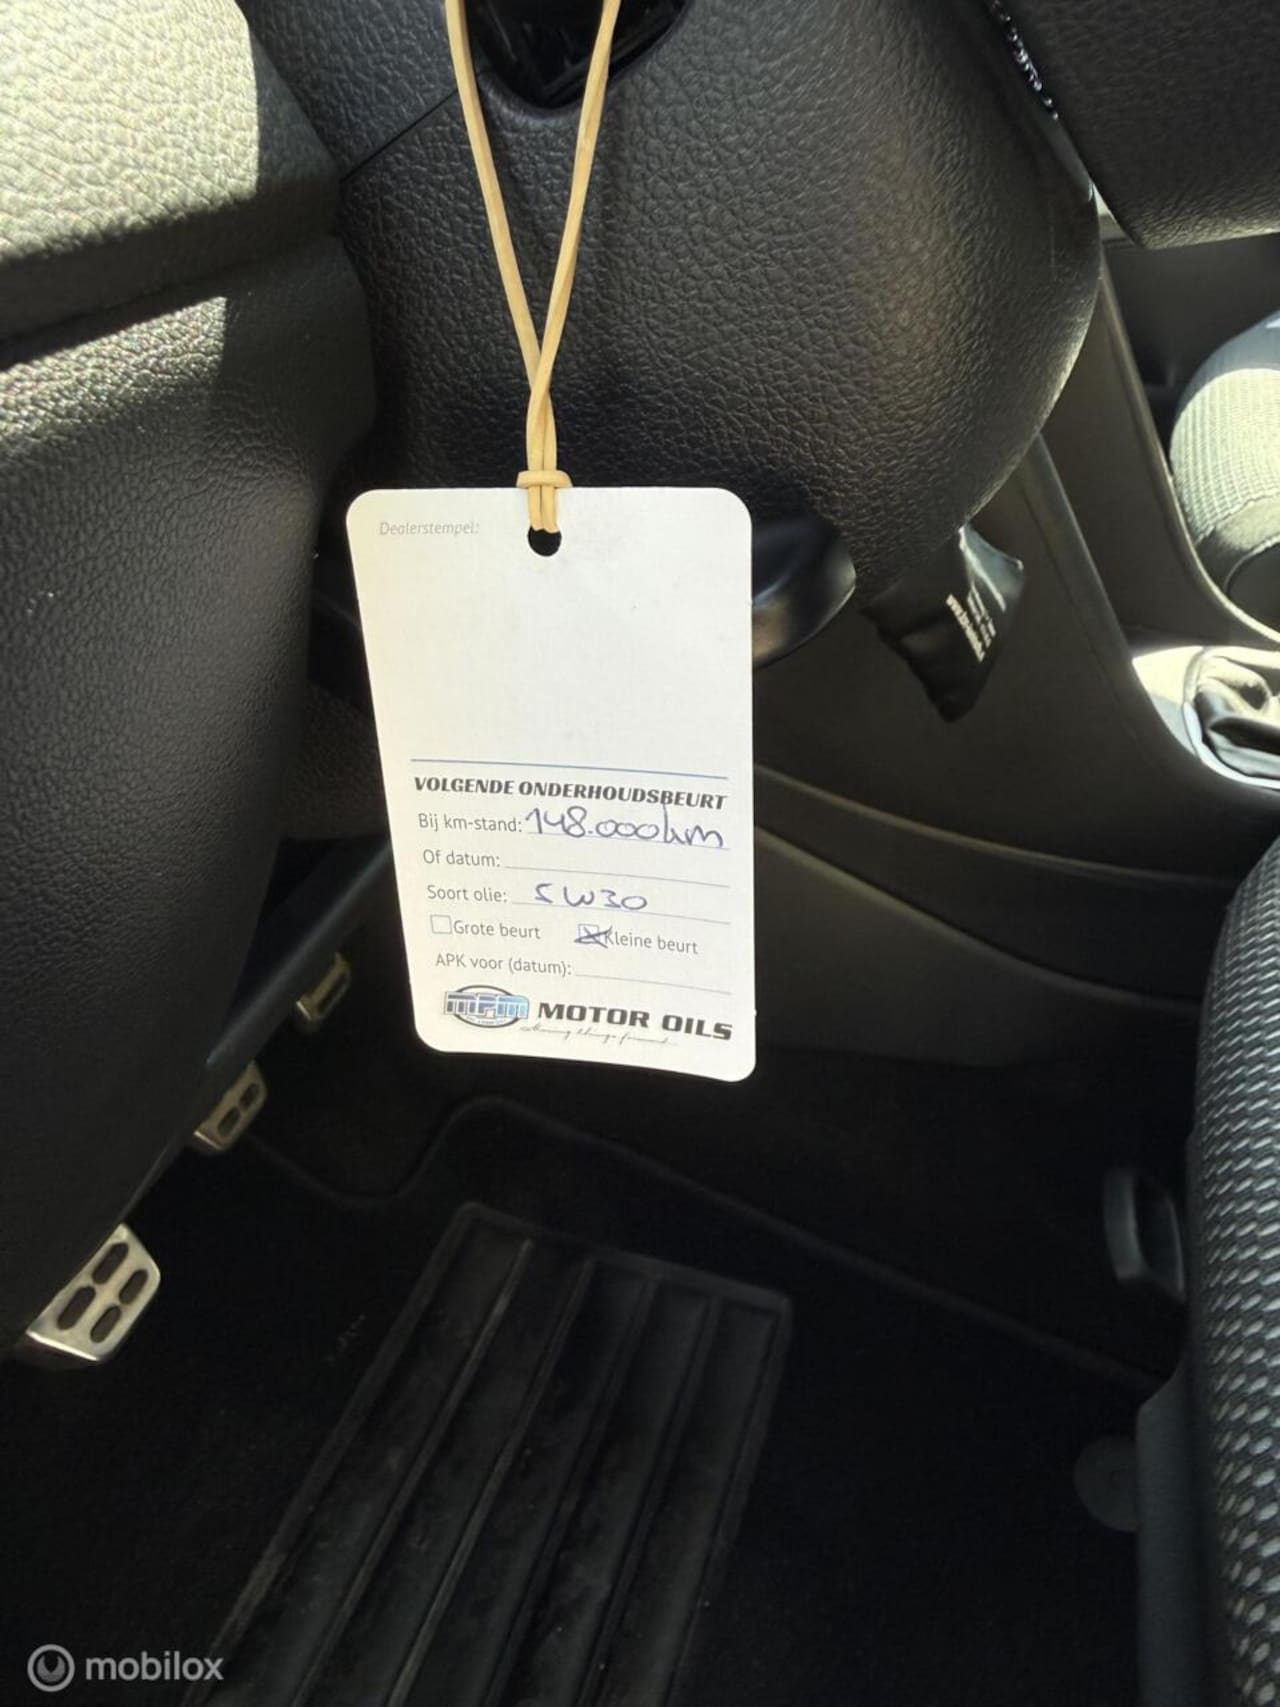 Dealerstempel:
VOLGENDE ONDERHOUDSBEURT
Bij km-stand: 148.000km
Of datum:
Soort olie: 5W30
Grote beurt Kleine beurt
APK voor (datum):
MPM MOTOR OILS
mobilox